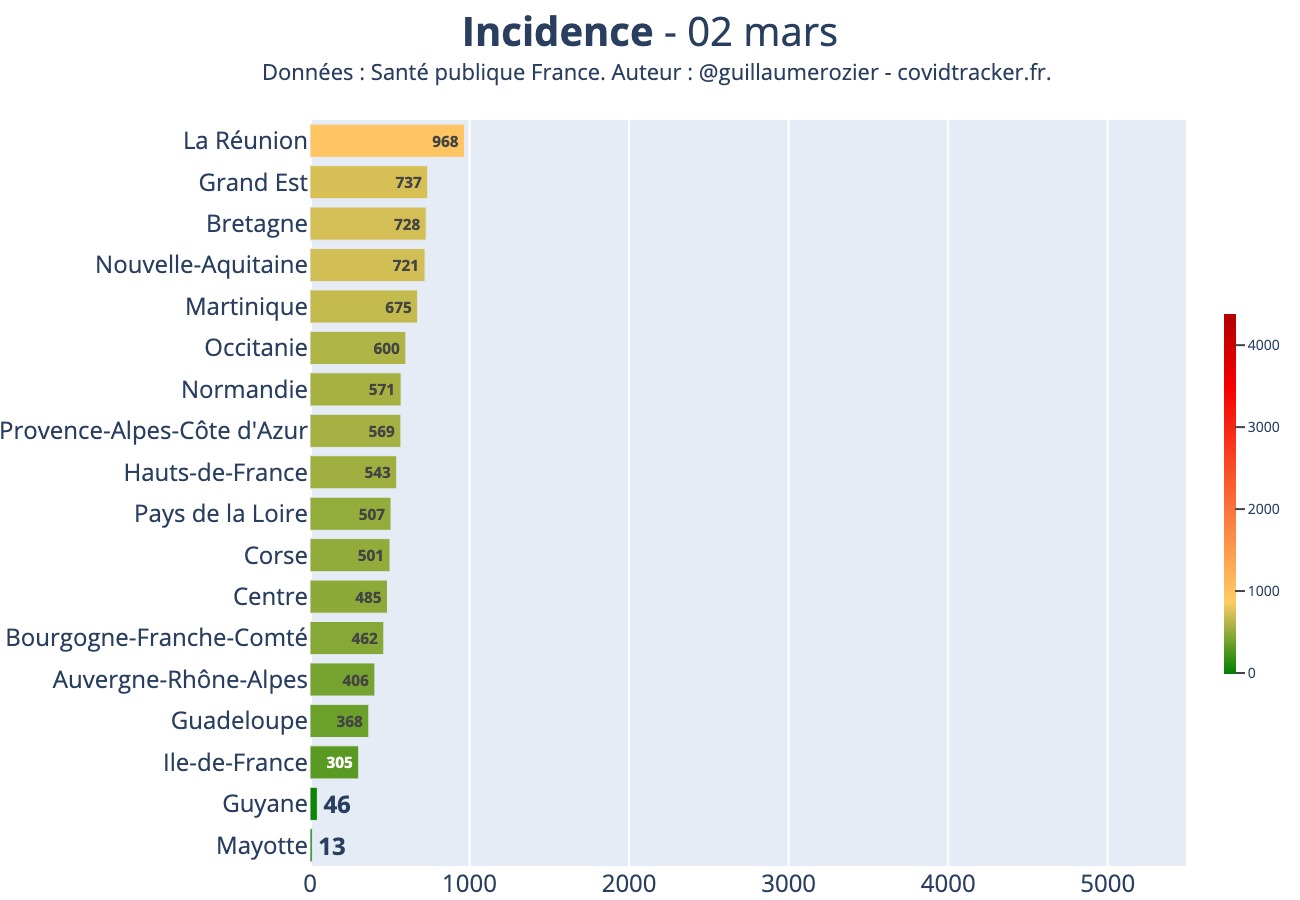 Incidence - 02 mars
Données : Santé publique France. Auteur : @guillaumerozier - covidtracker.fr.
La Réunion 968
Grand Est 737
Bretagne 728
Nouvelle-Aquitaine 721
Martinique 675
Occitanie 600
Normandie 571
Provence-Alpes-Côte d'Azur 569
Hauts-de-France 543
Pays de la Loire 507
Corse 501
Centre 485
Bourgogne-Franche-Comté 462
Auvergne-Rhône-Alpes 406
Guadeloupe 368
Ile-de-France 305
Guyane 46
Mayotte 13
0 1000 2000 3000 4000 5000
4000
3000
2000
1000
0